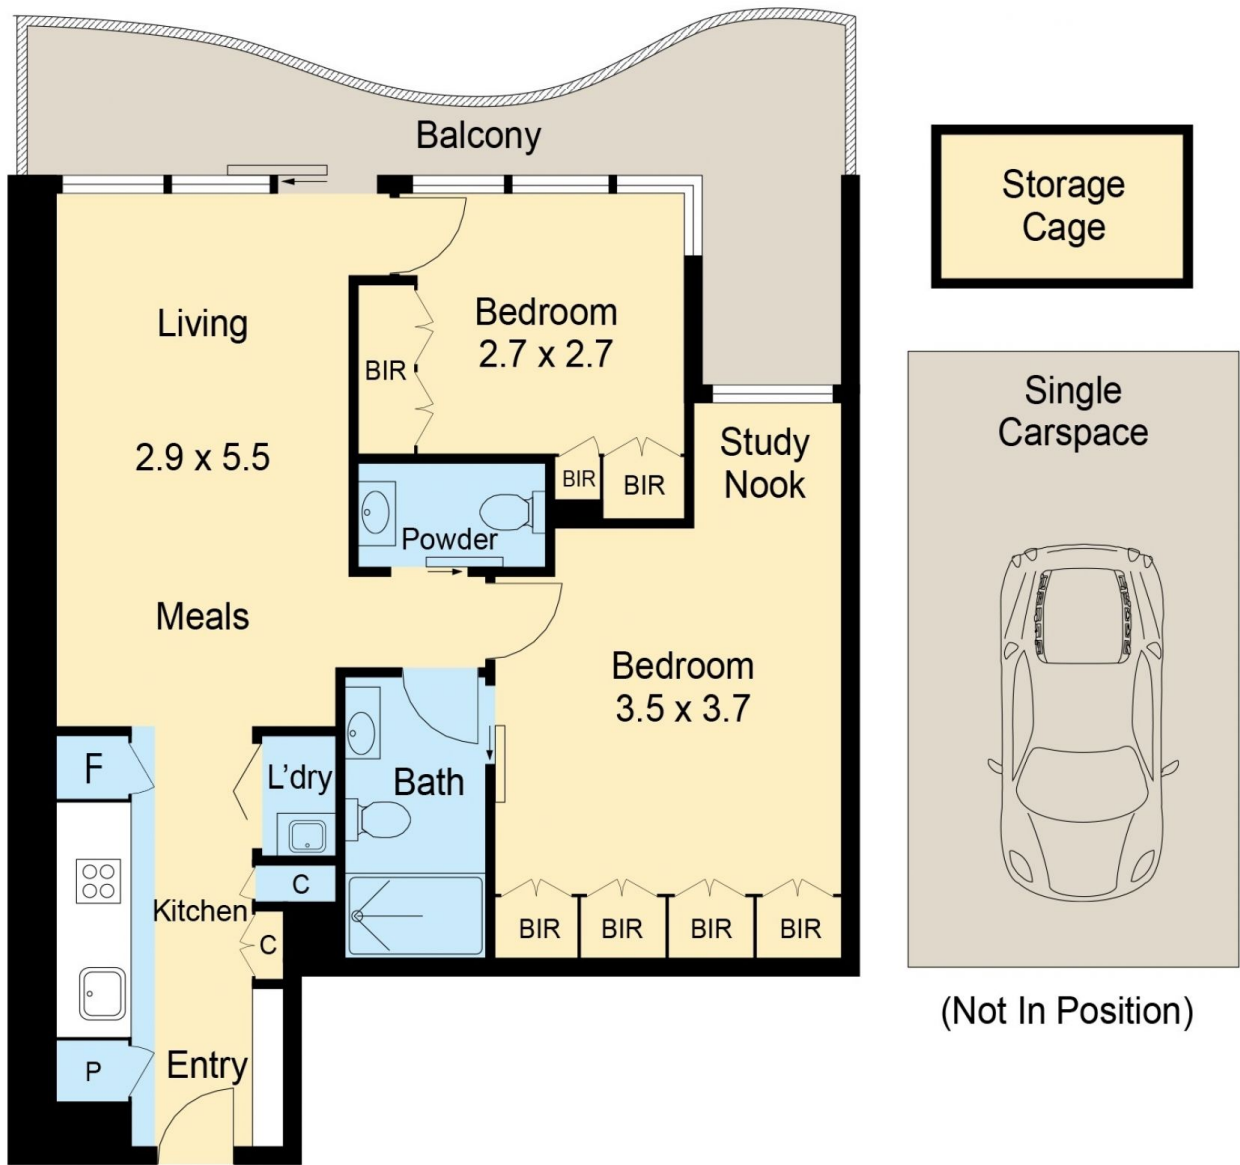 Balcony
Storage
Cage
Living
Bedroom
2.7 x 2.7
BIR
Single
Carspace
2.9 x 5.5
Study
Nook
BIR
BIR
Powder
Meals
Bedroom
3.5 x 3.7
F
L'dry
Bath
C
Kitchen
C
BIR
BIR
BIR
BIR
(Not In Position)
P
Entry